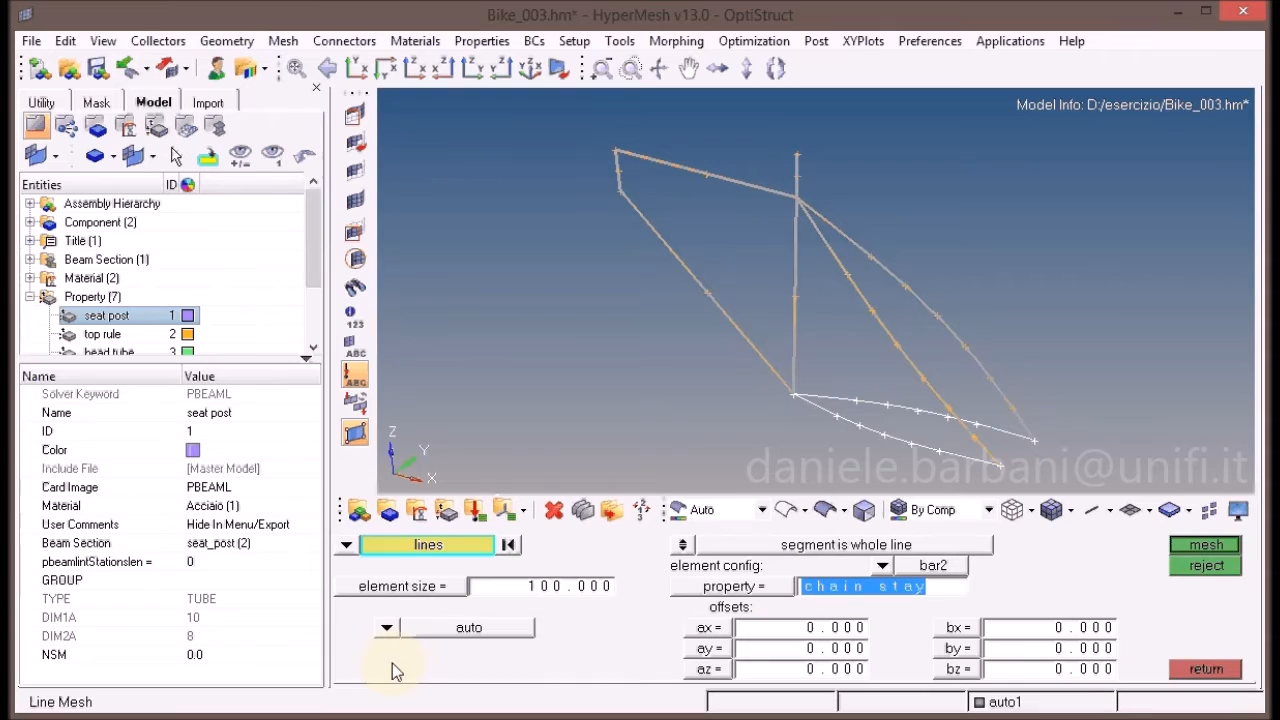 Bike_003.hm* - HyperMesh v13.0 - OptiStruct
File Edit View Collectors Geometry Mesh Connectors Materials Properties BCs Setup Tools Morphing Optimization Post XYPlots Preferences Applications Help
Utility Mask Model Import
Model Info: D:/esercizio/Bike_003.hm*
Entities ID
Assembly Hierarchy
Component (2)
Title (1)
Beam Section (1)
Material (2)
Property (7)
seat post 1
top rule 2
head tube 3
Name Value
Solver Keyword PBEAML
Name seat post
ID 1
Color
Include File [Master Model]
Card Image PBEAML
Material Acciaio (1)
User Comments Hide In Menu/Export
Beam Section seat_post (2)
pbeamlntStationslen = 0
GROUP
TYPE TUBE
DIM1A 10
DIM2A 8
NSM 0.0
123
ABC
ABC
Z
Y
X
daniele.barbani@unifi.it
Auto By Comp
lines segment is whole line mesh
element config: bar2 reject
element size = 100.000 property = chain stay
offsets:
auto ax = 0.000 bx = 0.000
ay = 0.000 by = 0.000
az = 0.000 bz = 0.000 return
Line Mesh auto1